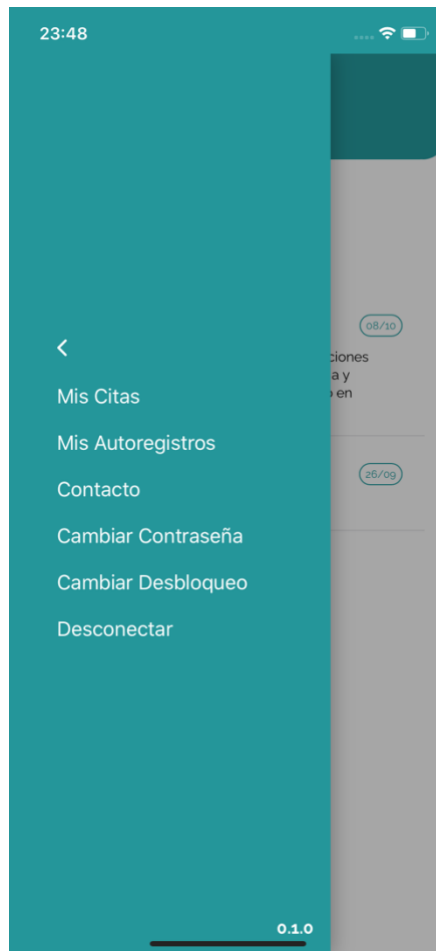 23:48
08/10
ciones
a y
o en
26/09
Mis Citas
Mis Autoregistros
Contacto
Cambiar Contraseña
Cambiar Desbloqueo
Desconectar
0.1.0